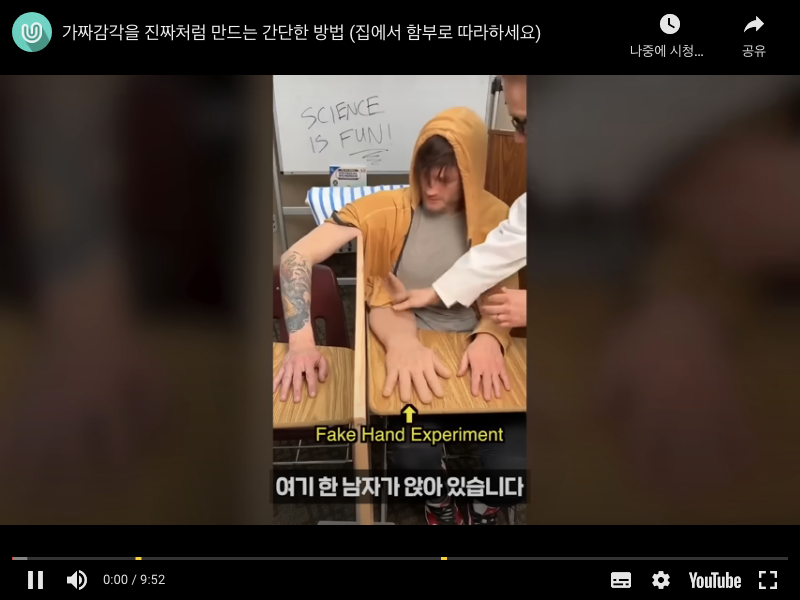 가짜감각을 진짜처럼 만드는 간단한 방법 (집에서 함부로 따라하세요)
나중에 시청...
공유
SCIENCE
IS FUN!
Fake Hand Experiment
여기 한 남자가 앉아 있습니다
0:00 / 9:52
YouTube